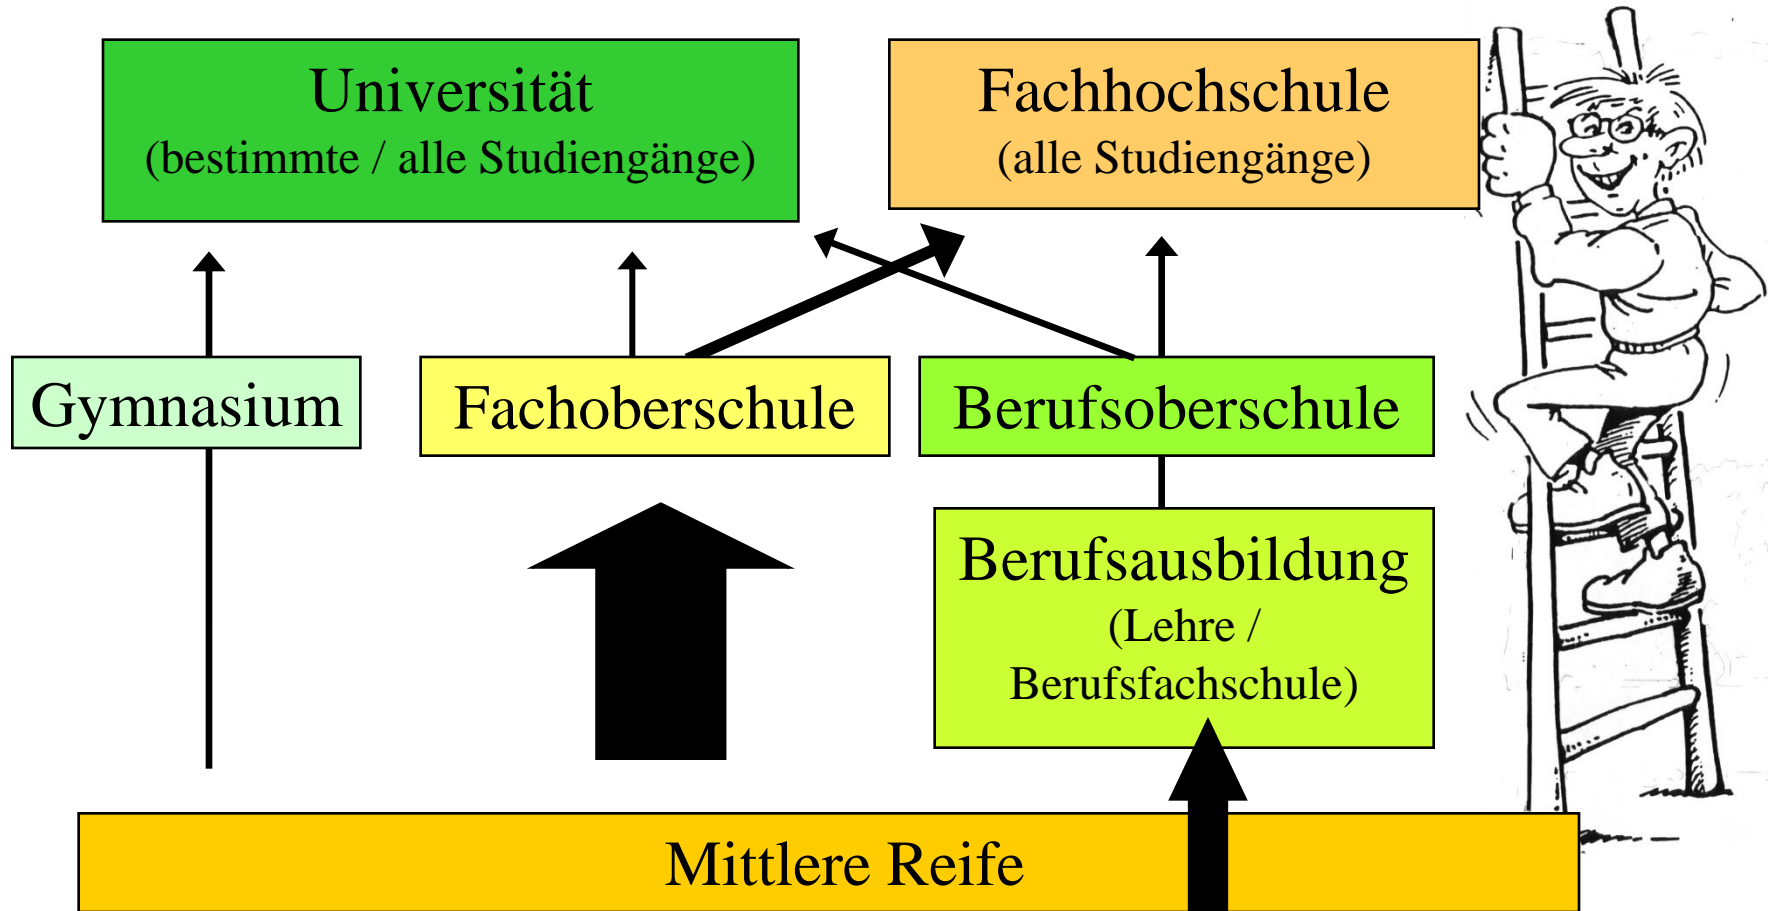 Universität
(bestimmte / alle Studiengänge)
Fachhochschule
(alle Studiengänge)
Gymnasium
Fachoberschule
Berufsoberschule
Berufsausbildung
(Lehre /
Berufsfachschule)
Mittlere Reife